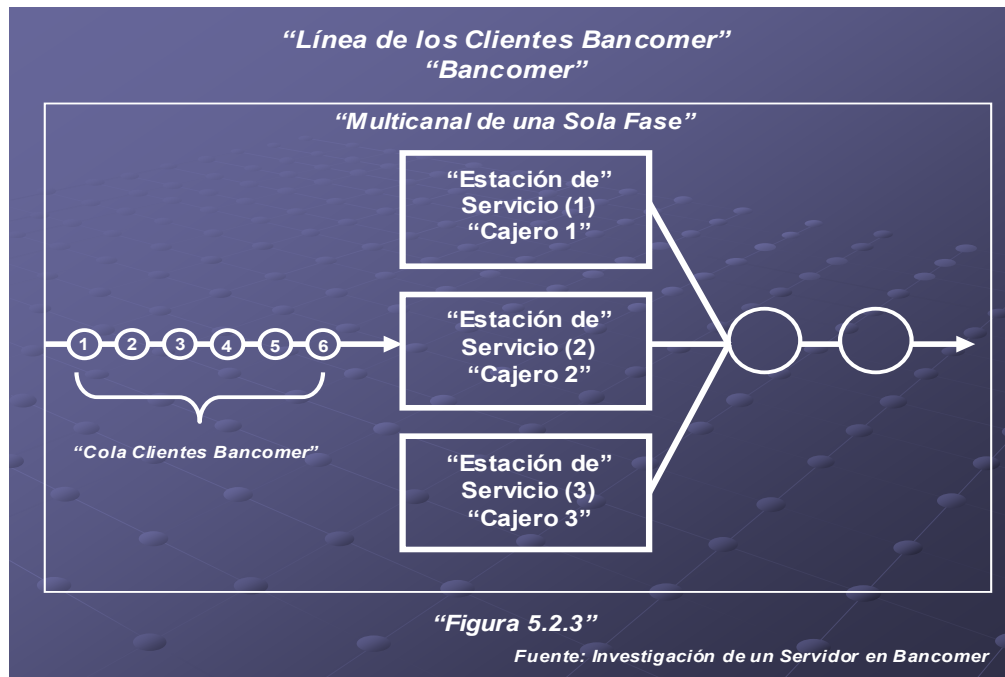 “Línea de los Clientes Bancomer”
“Bancomer”
“Multicanal de una Sola Fase”
“Estación de”
Servicio (1)
“Cajero 1”
“Estación de”
Servicio (2)
“Cajero 2”
1 2 3 4 5 6
“Cola Clientes Bancomer”
“Estación de”
Servicio (3)
“Cajero 3”
“Figura 5.2.3”
Fuente: Investigación de un Servidor en Bancomer